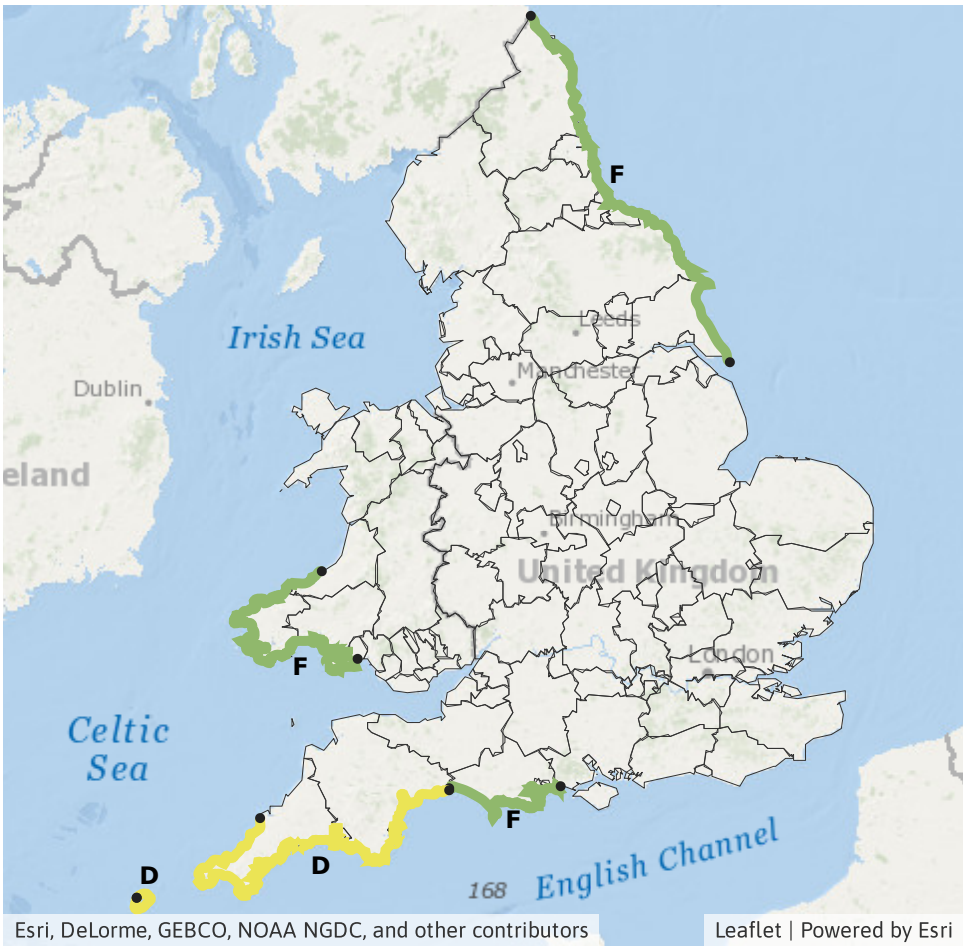 F
Leeds
Irish Sea
Manchester
Dublin
eland
Birmingham
United Kingdom
London
F
Celtic
Sea
F
D
D
168
English Channel
Esri, DeLorme, GEBCO, NOAA NGDC, and other contributors
Leaflet | Powered by Esri